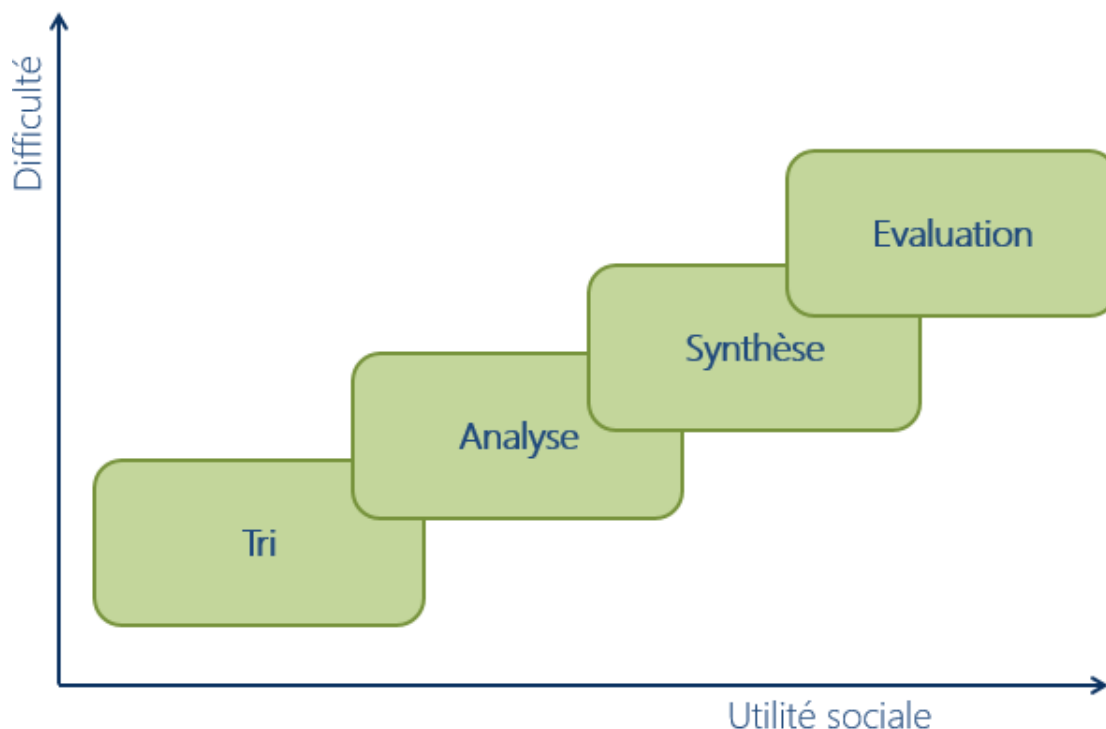 Difficulté
Evaluation
Synthèse
Analyse
Tri
Utilité sociale